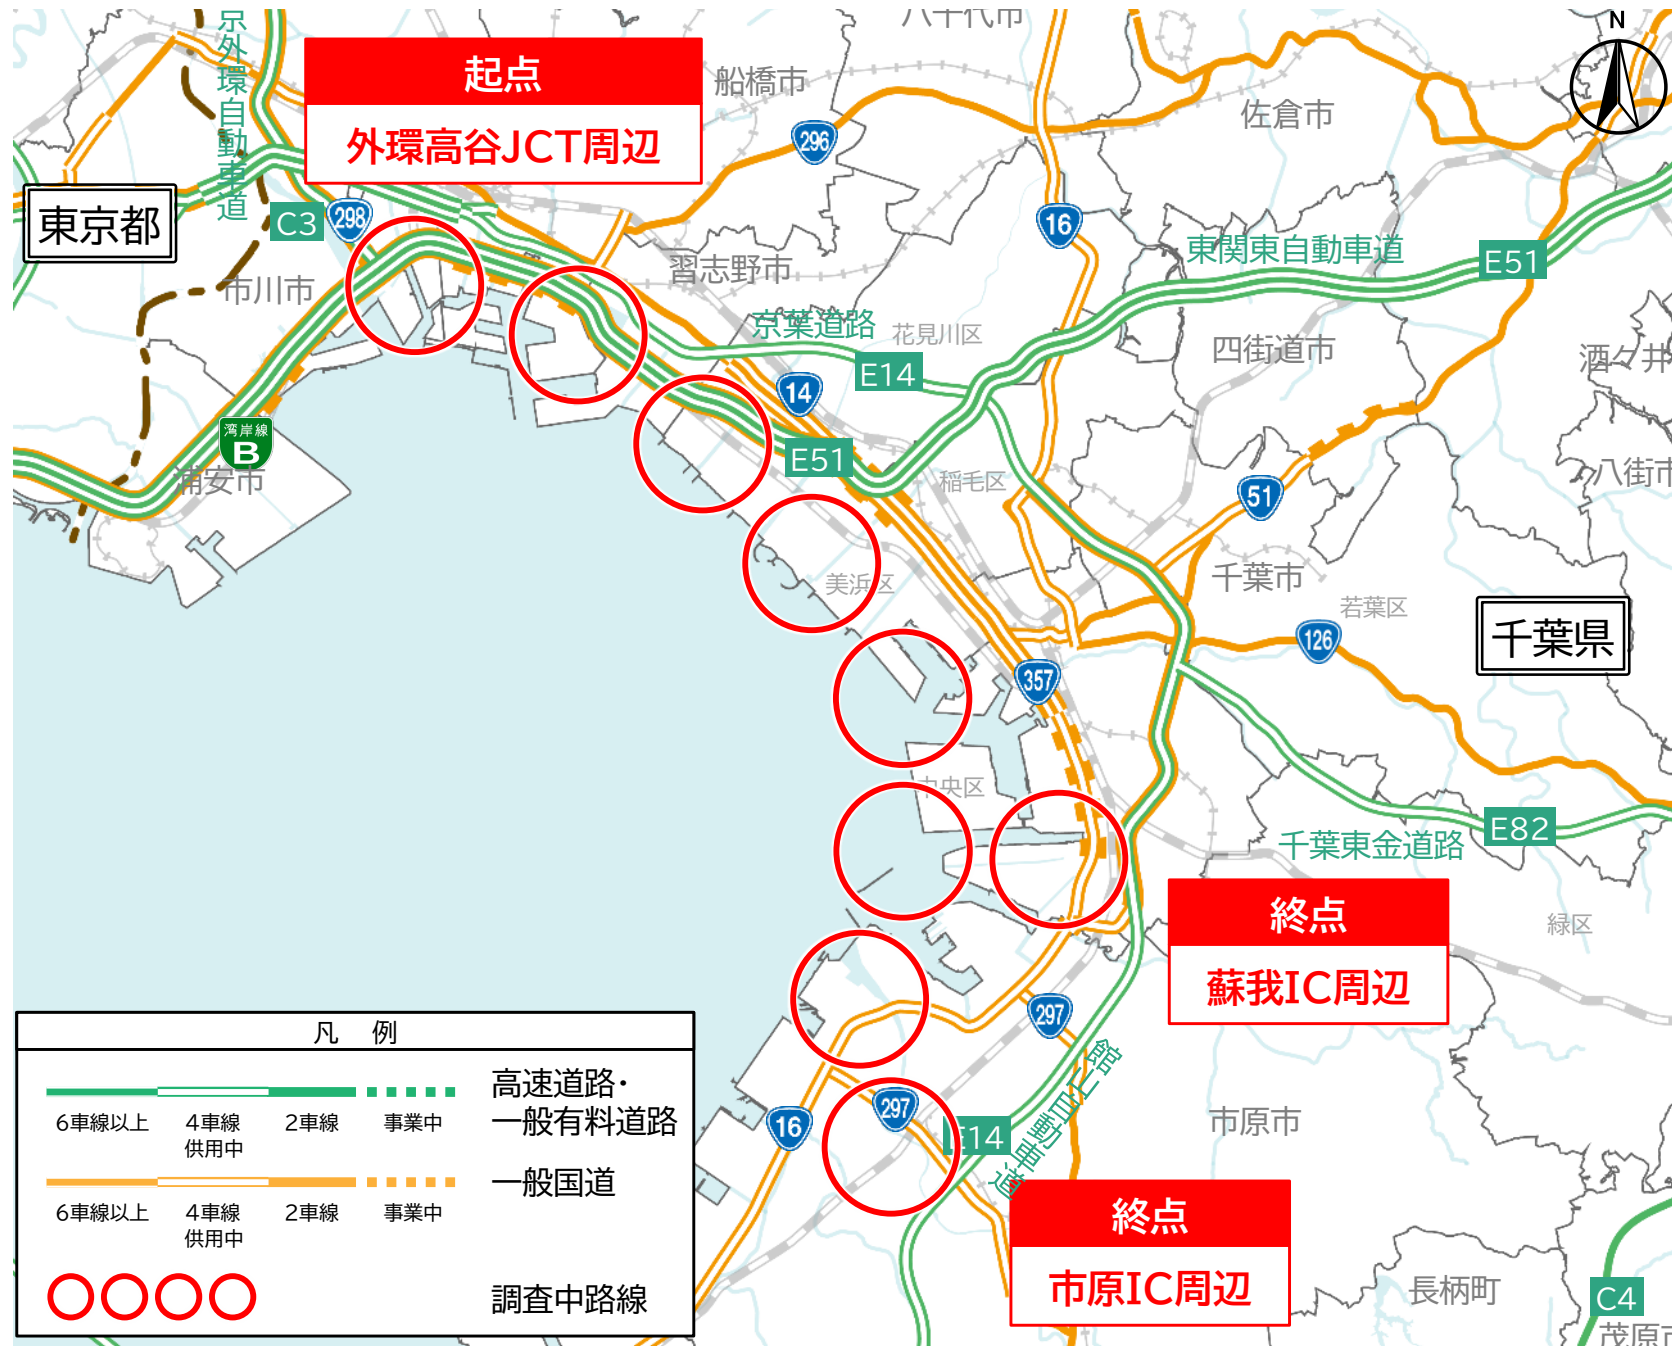 京外環自動車道
起点
外環高谷JCT周辺
八千代市
N
船橋市
佐倉市
296
東京都
C3
298
16
東関東自動車道
E51
市川市
習志野市
京葉道路
花見川区
四街道市
酒々井
E14
14
湾岸線
B
E51
浦安市
稲毛区
51
八街市
美浜区
千葉市
若葉区
126
千葉県
357
中央区
千葉東金道路
E82
終点
蘇我IC周辺
緑区
297
館山自動車道
297
16
E14
市原市
終点
市原IC周辺
長柄町
C4
茂原市
凡 例
高速道路・
一般有料道路
6車線以上 4車線 2車線 事業中
供用中
一般国道
6車線以上 4車線 2車線 事業中
供用中
調査中路線